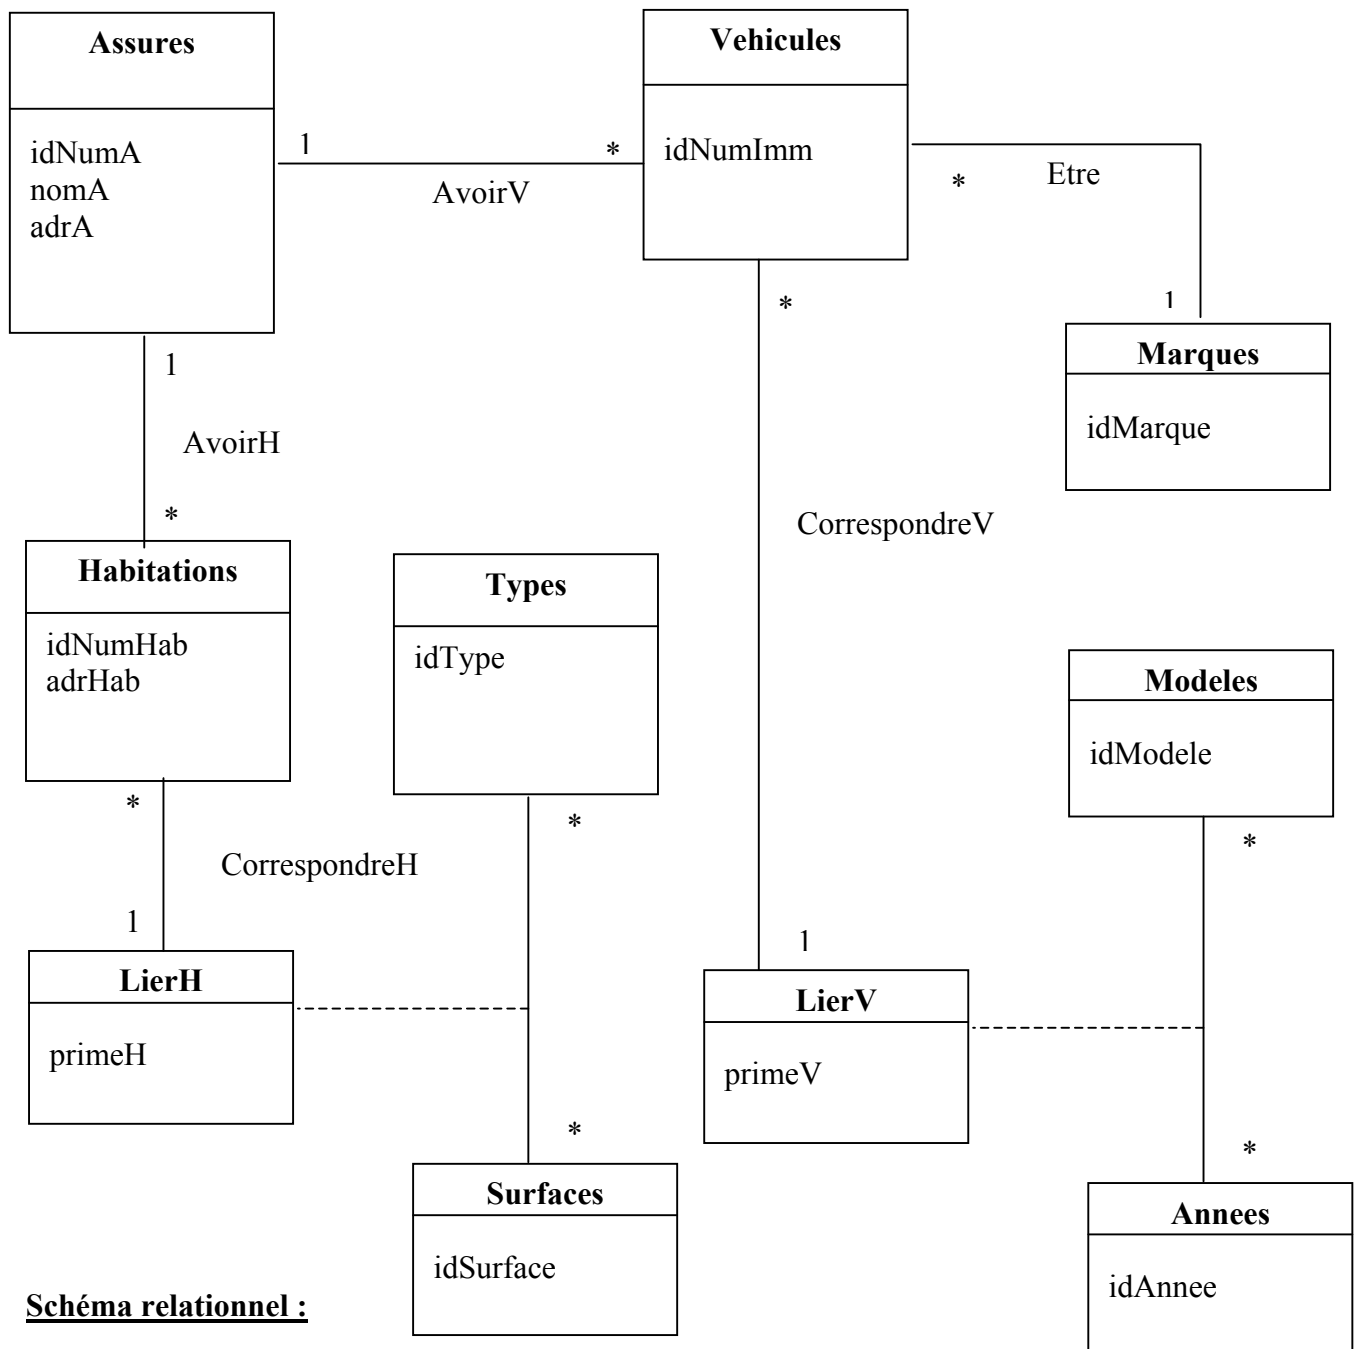 Assures
idNumA
nomA
adrA
1
*
AvoirV
Vehicules
idNumImm
*
Etre
1
Marques
idMarque
1
AvoirH
*
Habitations
idNumHab
adrHab
*
CorrespondreH
1
LierH
primeH
Types
idType
*
*
Surfaces
idSurface
*
CorrespondreV
1
LierV
primeV
Modeles
idModele
*
*
Annees
idAnnee
Schéma relationnel :